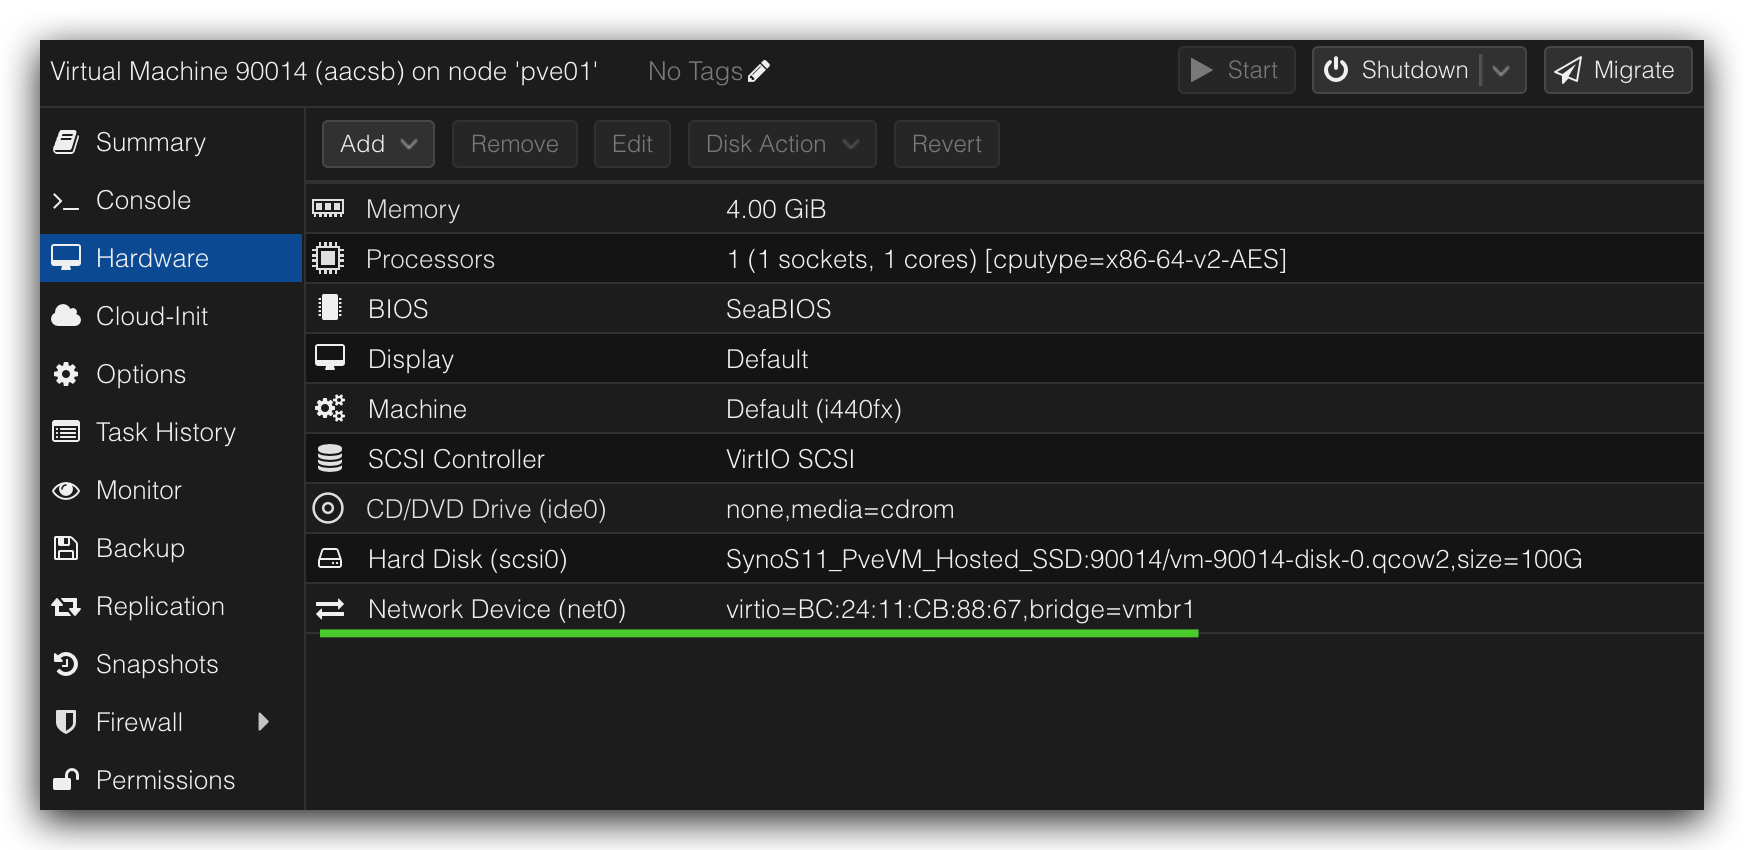 Virtual Machine 90014 (aacsb) on node 'pve01' No Tags Start Shutdown Migrate
Summary
Console
Hardware
Cloud-Init
Options
Task History
Monitor
Backup
Replication
Snapshots
Firewall
Permissions
Add Remove Edit Disk Action Revert
Memory 4.00 GiB
Processors 1 (1 sockets, 1 cores) [cputype=x86-64-v2-AES]
BIOS SeaBIOS
Display Default
Machine Default (i440fx)
SCSI Controller VirtIO SCSI
CD/DVD Drive (ide0) none,media=cdrom
Hard Disk (scsi0) SynoS11_PveVM_Hosted_SSD:90014/vm-90014-disk-0.qcow2,size=100G
Network Device (net0) virtio=BC:24:11:CB:88:67,bridge=vmbr1